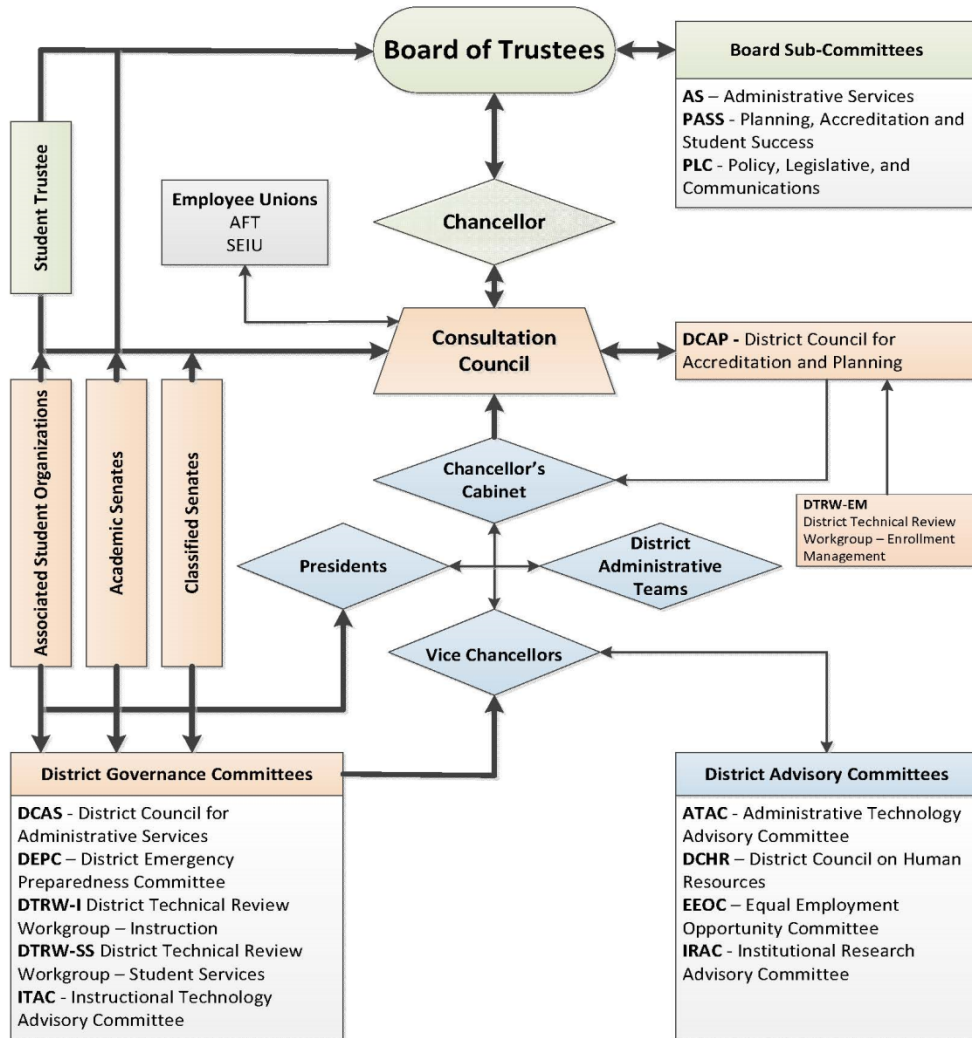 Board of Trustees
Board Sub-Committees
AS – Administrative Services
PASS - Planning, Accreditation and
Student Success
PLC - Policy, Legislative, and
Communications
Student Trustee
Employee Unions
AFT
SEIU
Chancellor
Consultation
Council
DCAP - District Council for
Accreditation and Planning
Associated Student Organizations
Academic Senates
Classified Senates
Chancellor's
Cabinet
DTRW-EM
District Technical Review
Workgroup – Enrollment
Management
Presidents
District
Administrative
Teams
Vice Chancellors
District Governance Committees
DCAS - District Council for
Administrative Services
DEPC – District Emergency
Preparedness Committee
DTRW-I District Technical Review
Workgroup – Instruction
DTRW-SS District Technical Review
Workgroup – Student Services
ITAC - Instructional Technology
Advisory Committee
District Advisory Committees
ATAC - Administrative Technology
Advisory Committee
DCHR – District Council on Human
Resources
EEOC – Equal Employment
Opportunity Committee
IRAC - Institutional Research
Advisory Committee